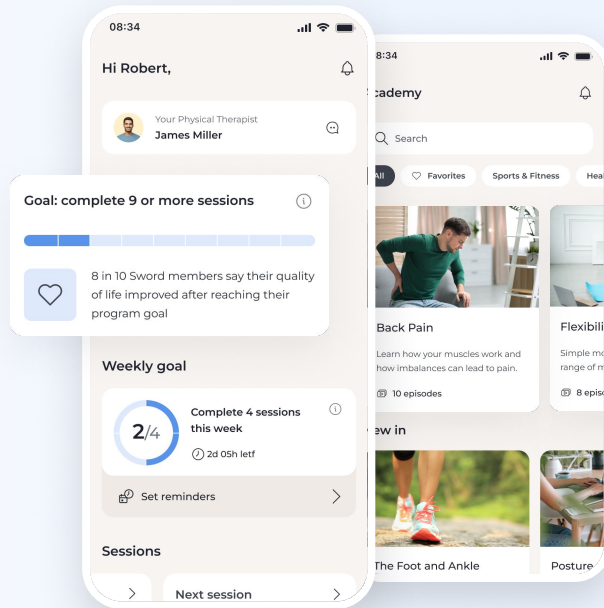 08:34
Hi Robert,
Your Physical Therapist
James Miller
Goal: complete 9 or more sessions
8 in 10 Sword members say their quality
of life improved after reaching their
program goal
Weekly goal
2/4
Complete 4 sessions
this week
2d 05h letf
Set reminders
Sessions
Next session
8:34
cademy
Search
All
Favorites
Sports & Fitness
Heal
Back Pain
Learn how your muscles work and
how imbalances can lead to pain.
10 episodes
Flexibili
Simple mo
range of m
8 episo
ew in
The Foot and Ankle
Posture